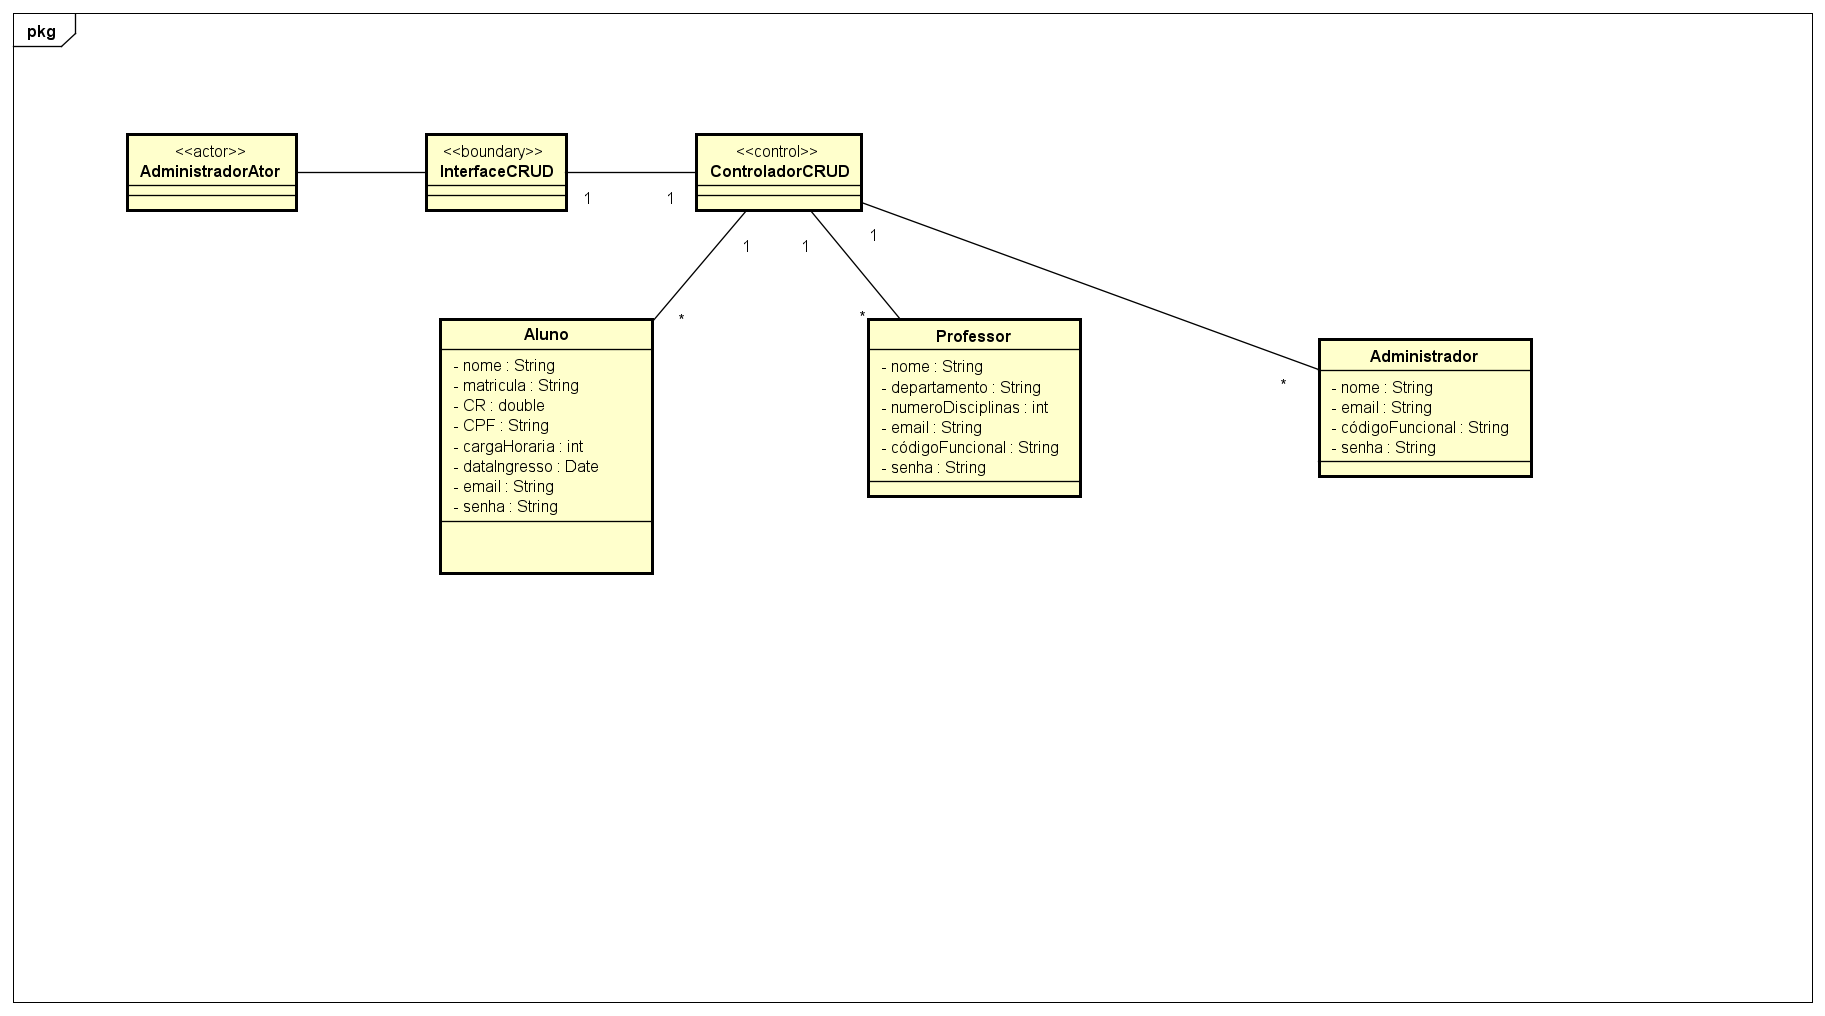 pkg
<<actor>>
AdministradorAtor
<<boundary>>
InterfaceCRUD
<<control>>
ControladorCRUD
1
1
1
1
1
*
*
*
Aluno
- nome : String
- matricula : String
- CR : double
- CPF : String
- cargaHoraria : int
- dataIngresso : Date
- email : String
- senha : String
Professor
- nome : String
- departamento : String
- numeroDisciplinas : int
- email : String
- códigoFuncional : String
- senha : String
Administrador
- nome : String
- email : String
- códigoFuncional : String
- senha : String